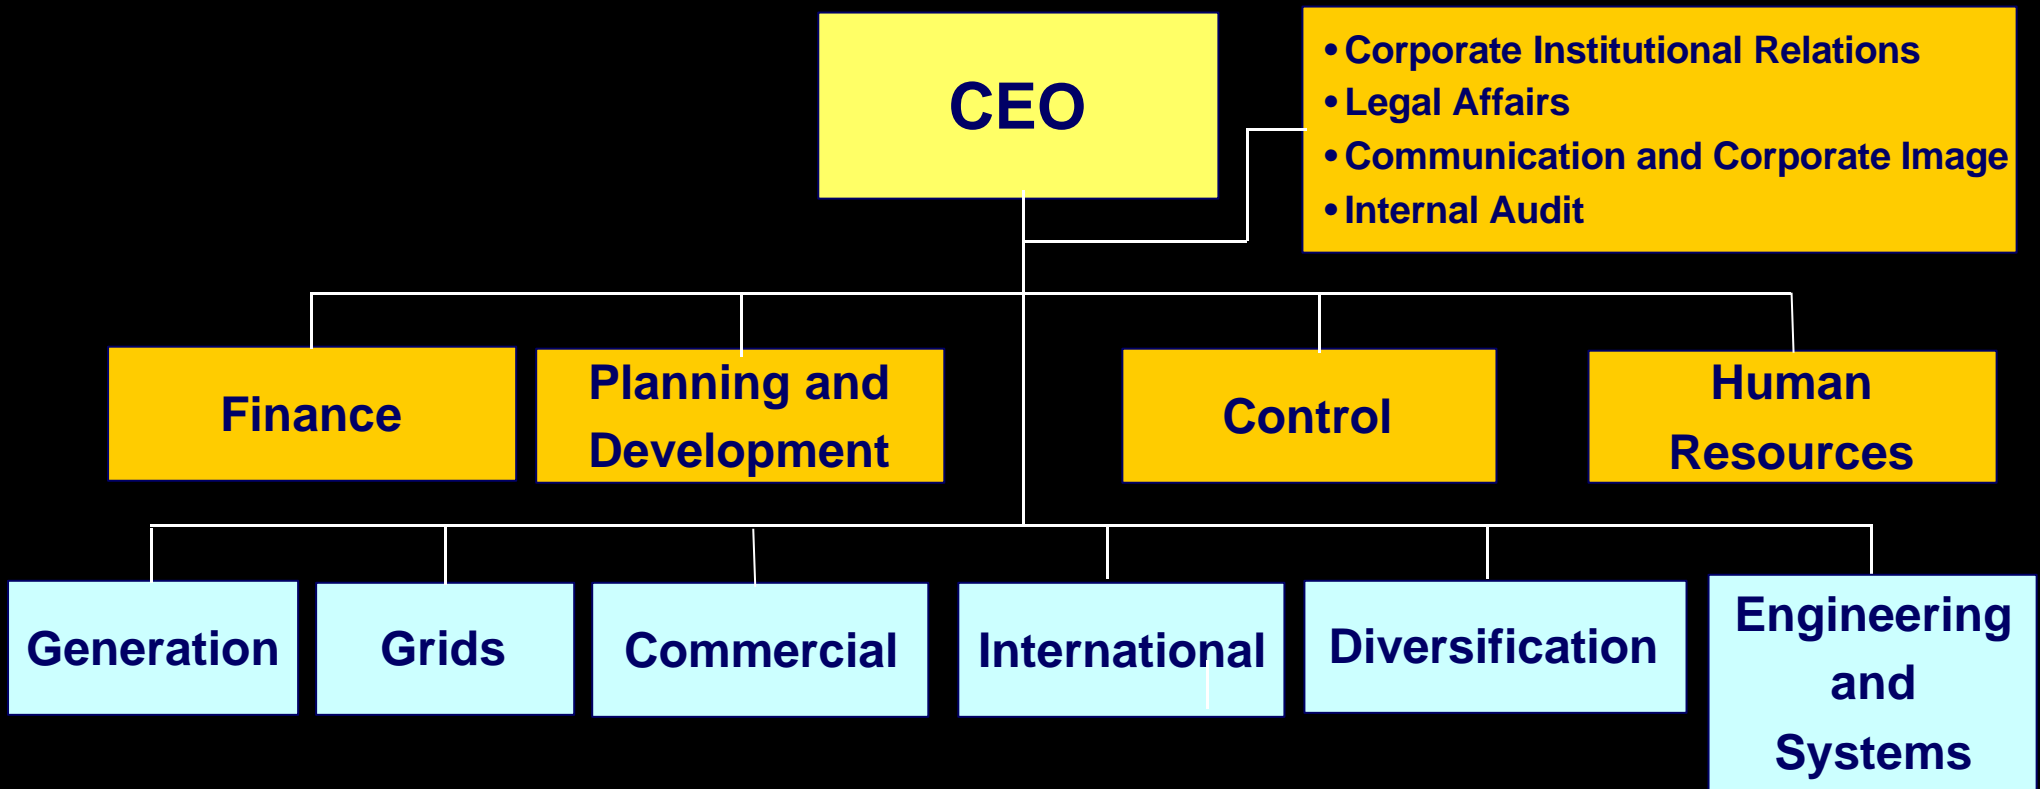 CEO
•Corporate Institutional Relations
•Legal Affairs
•Communication and Corporate Image
•Internal Audit
Finance
Planning and
Development
Control
Human
Resources
Generation
Grids
Commercial
International
Diversification
Engineering
and
Systems